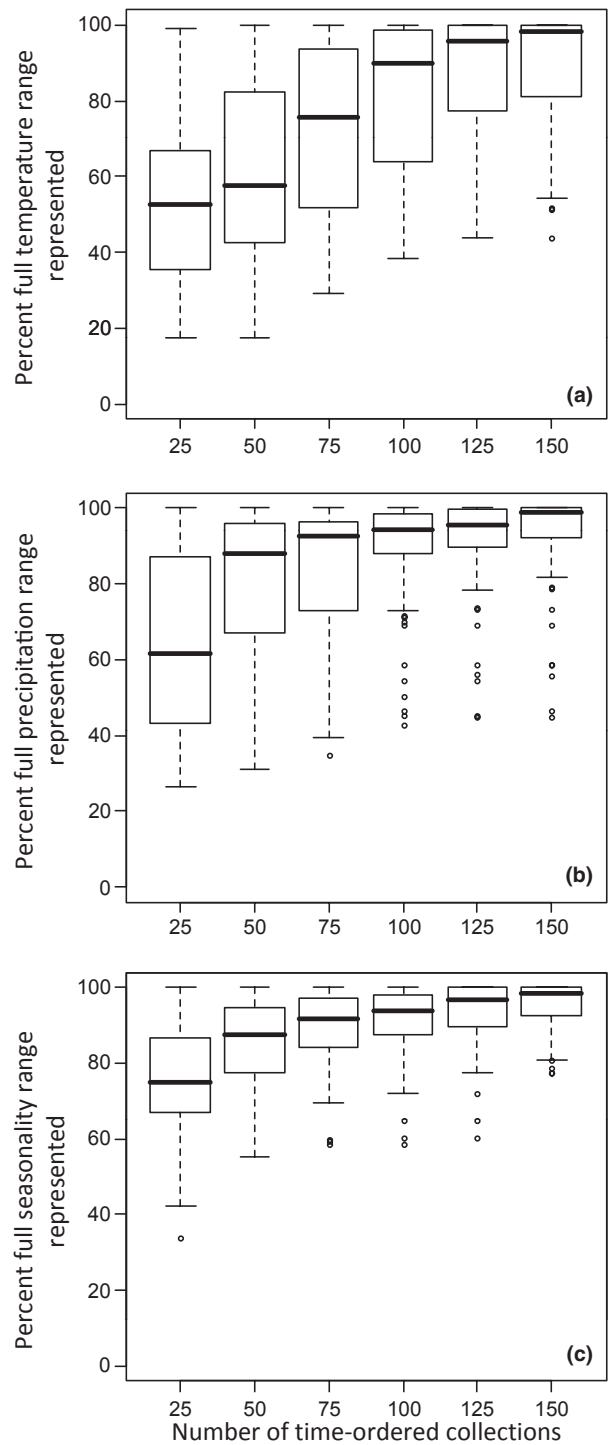 Percent full temperature range
represented
100
80
60
40
20
0
(a)
25 50 75 100 125 150
Percent full precipitation range
represented
100
80
60
40
20
0
(b)
25 50 75 100 125 150
Percent full seasonality range
represented
100
80
60
40
20
0
(c)
25 50 75 100 125 150
Number of time-ordered collections